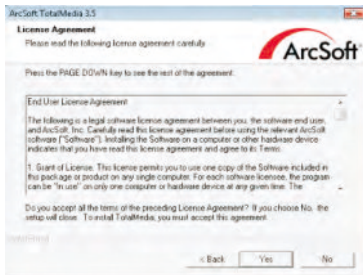 ArcSoft TotalMedia 3.5
License Agreement
Please read the following license agreement carefully.
ArcSoft
Press the PAGE DOWN key to see the rest of the agreement.
End User License Agreement
The following is a legal software license agreement between you, the software end user,
and ArcSoft, Inc. Carefully read this license agreement before using the relevant ArcSoft
software ("Software"). Installing the Software on a computer or other hardware device
indicates that you have read this license agreement and agree to its Terms.
1. Grant of License. This license permits you to use one copy of the Software included in
this package or product on any single computer. For each software licensee, the program
can be "in use" on only one computer or hardware device at any given time. The
Do you accept all the terms of the preceding License Agreement? If you choose No, the
setup will close. To install TotalMedia, you must accept this agreement.
< Back
Yes
No